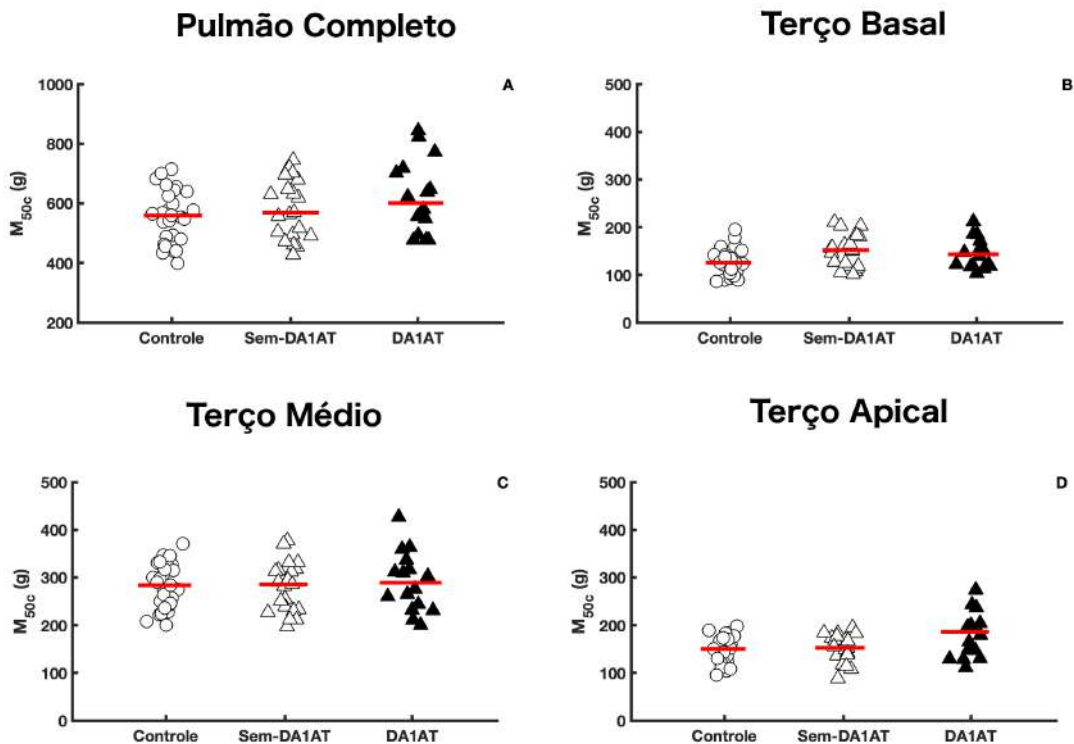 Pulmão Completo
A
1000
800
600
400
200
M50c (g)
Controle Sem-DA1AT DA1AT
Terço Basal
B
500
400
300
200
100
0
M50c (g)
Controle Sem-DA1AT DA1AT
Terço Médio
C
500
400
300
200
100
0
M50c (g)
Controle Sem-DA1AT DA1AT
Terço Apical
D
500
400
300
200
100
0
M50c (g)
Controle Sem-DA1AT DA1AT